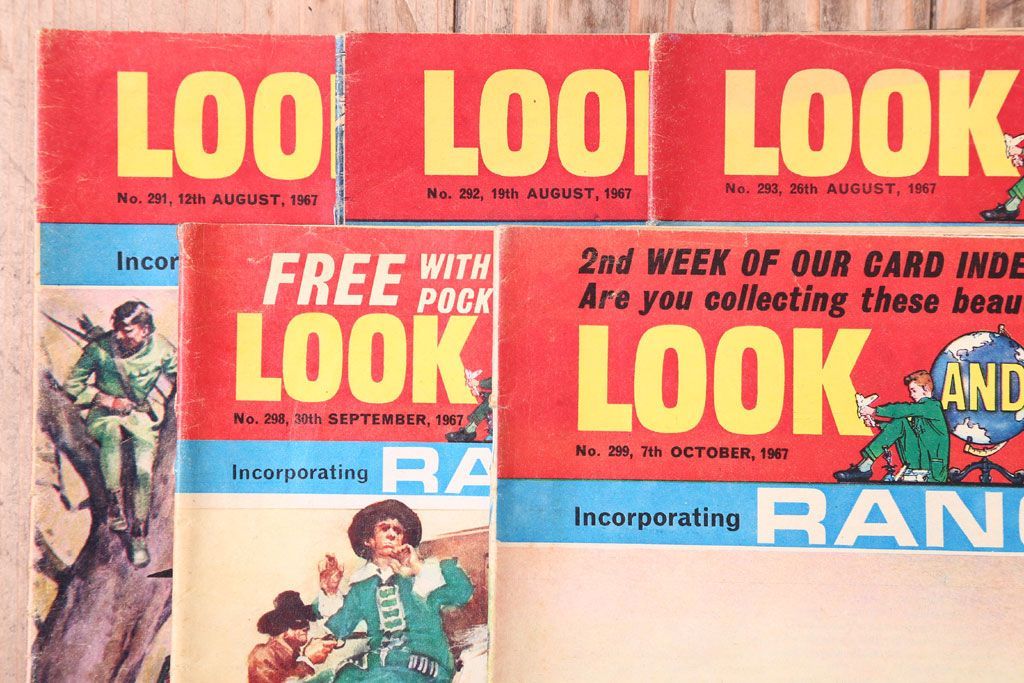 LOO
No. 291, 12th AUGUST, 1967
Incor
LOO
No. 292, 19th AUGUST, 1967
LOOK
No. 293, 26th AUGUST, 1967
FREE WITH
POCK
LOOK
No. 298, 30th SEPTEMBER, 1967
Incorporating RA
2nd WEEK OF OUR CARD INDE
Are you collecting these beau
LOOK AND
No. 299, 7th OCTOBER, 1967
Incorporating RANG